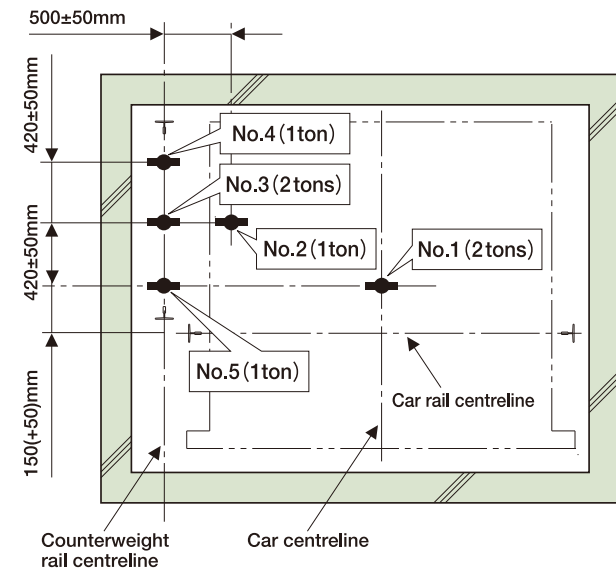 500±50mm
420±50mm
420±50mm
150(+50)mm
No.4(1ton)
No.3(2tons)
No.2(1ton)
No.1(2tons)
No.5(1ton)
Car rail centreline
Counterweight
rail centreline
Car centreline